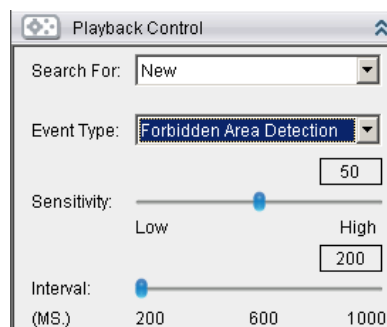 Playback Control
Search For: New
Event Type: Forbidden Area Detection
50
Sensitivity:
Low High
200
Interval:
(MS.) 200 600 1000